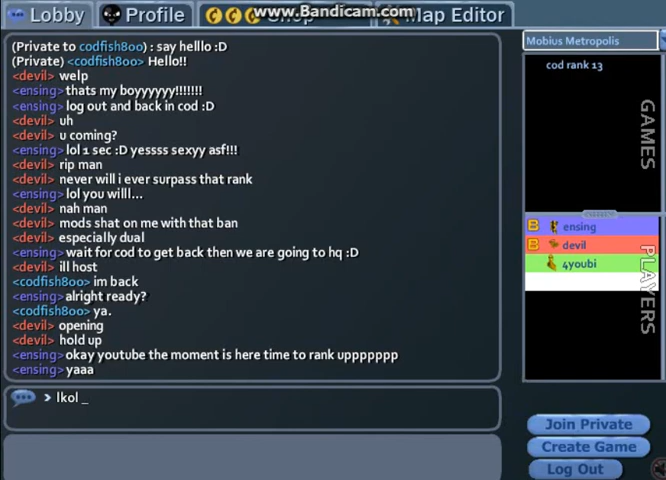 Lobby Profile Shop Map Editor
www.Bandicam.com
(Private to codfish800) : say helllo :D
(Private) <codfish800> Hello!!
<devil> welp
<ensing> thats my boyyyyyy!!!!!!!
<ensing> log out and back in cod :D
<devil> uh
<devil> u coming?
<ensing> lol 1 sec :D yessss sexyy asf!!!
<devil> rip man
<devil> never will i ever surpass that rank
<ensing> lol you willl...
<devil> nah man
<devil> mods shat on me with that ban
<devil> especially dual
<ensing> wait for cod to get back then we are going to hq :D
<devil> ill host
<codfish800> im back
<ensing> alright ready?
<codfish800> ya.
<devil> opening
<devil> hold up
<ensing> okay youtube the moment is here time to rank uppppppp
<ensing> yaaa
> lkol _
Mobius Metropolis
cod rank 13
GAMES
B ensing
B devil
4youbi
PLAYERS
Join Private
Create Game
Log Out